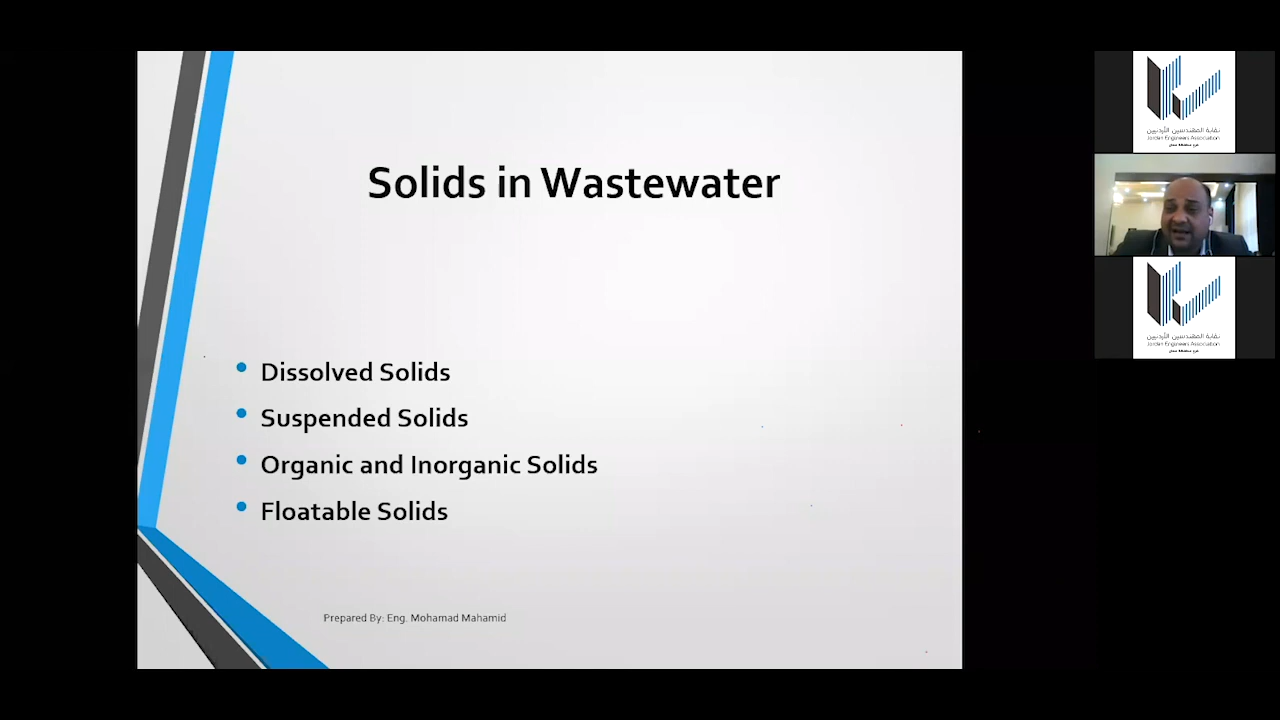 Solids in Wastewater
• Dissolved Solids
• Suspended Solids
• Organic and Inorganic Solids
• Floatable Solids
Prepared By: Eng. Mohamad Mahamid
نقابة المهندسين الأردنيين
Jordan Engineers Association
نقابة المهندسين الأردنيين
Jordan Engineers Association